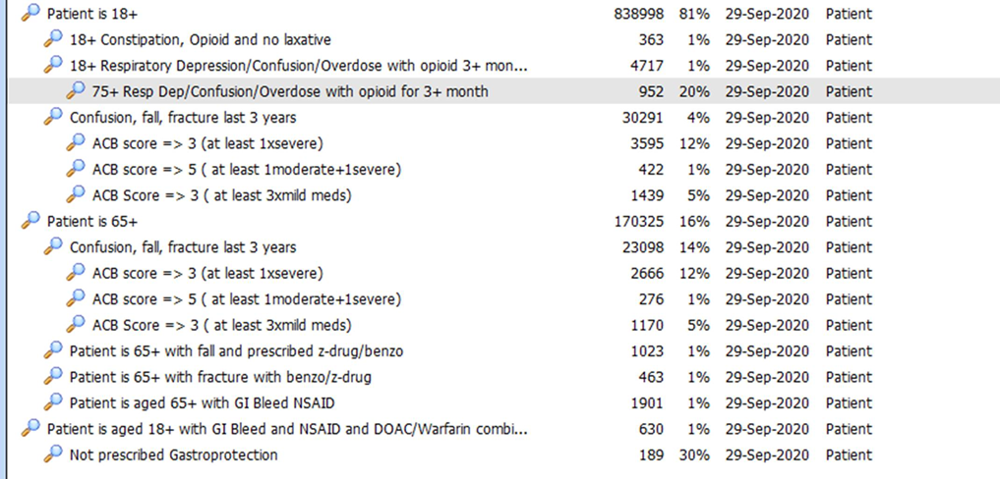 Patient is 18+ 838998 81% 29-Sep-2020 Patient
18+ Constipation, Opioid and no laxative 363 1% 29-Sep-2020 Patient
18+ Respiratory Depression/Confusion/Overdose with opioid 3+ mon... 4717 1% 29-Sep-2020 Patient
75+ Resp Dep/Confusion/Overdose with opioid for 3+ month 952 20% 29-Sep-2020 Patient
Confusion, fall, fracture last 3 years 30291 4% 29-Sep-2020 Patient
ACB score => 3 (at least 1xsevere) 3595 12% 29-Sep-2020 Patient
ACB score => 5 ( at least 1moderate+1severe) 422 1% 29-Sep-2020 Patient
ACB Score => 3 ( at least 3xmild meds) 1439 5% 29-Sep-2020 Patient
Patient is 65+ 170325 16% 29-Sep-2020 Patient
Confusion, fall, fracture last 3 years 23098 14% 29-Sep-2020 Patient
ACB score => 3 (at least 1xsevere) 2666 12% 29-Sep-2020 Patient
ACB score => 5 ( at least 1moderate+1severe) 276 1% 29-Sep-2020 Patient
ACB Score => 3 ( at least 3xmild meds) 1170 5% 29-Sep-2020 Patient
Patient is 65+ with fall and prescribed z-drug/benzo 1023 1% 29-Sep-2020 Patient
Patient is 65+ with fracture with benzo/z-drug 463 1% 29-Sep-2020 Patient
Patient is aged 65+ with GI Bleed NSAID 1901 1% 29-Sep-2020 Patient
Patient is aged 18+ with GI Bleed and NSAID and DOAC/Warfarin combi... 630 1% 29-Sep-2020 Patient
Not prescribed Gastroprotection 189 30% 29-Sep-2020 Patient